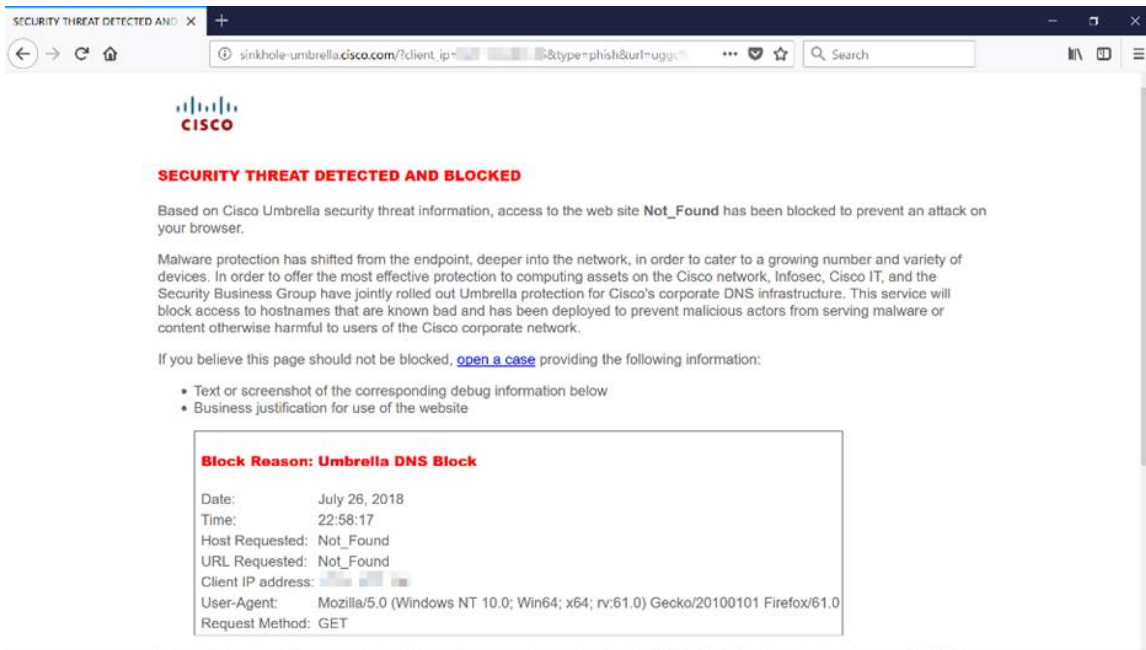 SECURITY THREAT DETECTED AND
sinkhole-umbrella.cisco.com/?client_ip= &type=phish&url=uggc
Search
CISCO
SECURITY THREAT DETECTED AND BLOCKED
Based on Cisco Umbrella security threat information, access to the web site Not_Found has been blocked to prevent an attack on
your browser.
Malware protection has shifted from the endpoint, deeper into the network, in order to cater to a growing number and variety of
devices. In order to offer the most effective protection to computing assets on the Cisco network, Infosec, Cisco IT, and the
Security Business Group have jointly rolled out Umbrella protection for Cisco's corporate DNS infrastructure. This service will
block access to hostnames that are known bad and has been deployed to prevent malicious actors from serving malware or
content otherwise harmful to users of the Cisco corporate network.
If you believe this page should not be blocked, open a case providing the following information:
• Text or screenshot of the corresponding debug information below
• Business justification for use of the website
Block Reason: Umbrella DNS Block
Date: July 26, 2018
Time: 22:58:17
Host Requested: Not_Found
URL Requested: Not_Found
Client IP address:
User-Agent: Mozilla/5.0 (Windows NT 10.0; Win64; x64; rv:61.0) Gecko/20100101 Firefox/61.0
Request Method: GET